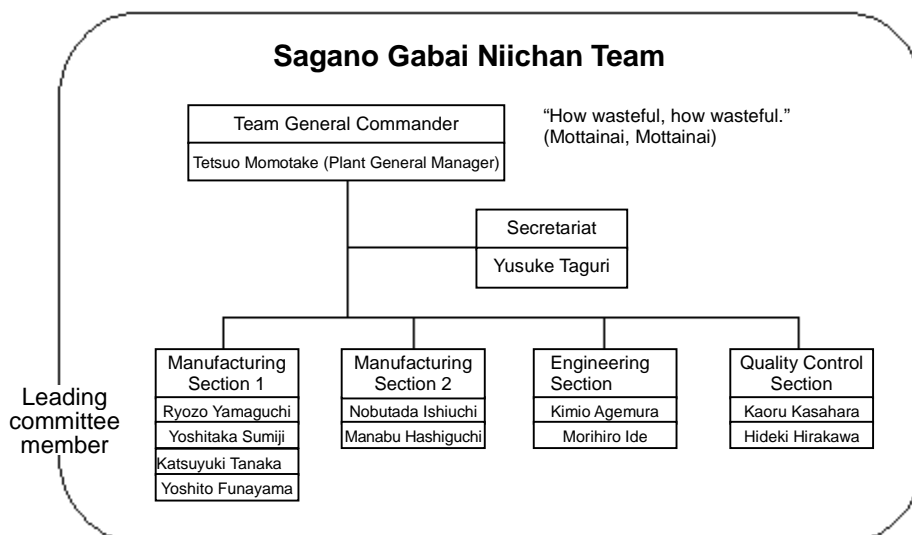 Sagano Gabai Niichan Team
Team General Commander
Tetsuo Momotake (Plant General Manager)
“How wasteful, how wasteful.”
(Mottainai, Mottainai)
Secretariat
Yusuke Taguri
Leading
committee
member
Manufacturing
Section 1
Ryozo Yamaguchi
Yoshitaka Sumiji
Katsuyuki Tanaka
Yoshito Funayama
Manufacturing
Section 2
Nobutada Ishiuchi
Manabu Hashiguchi
Engineering
Section
Kimio Agemura
Morihiro Ide
Quality Control
Section
Kaoru Kasahara
Hideki Hirakawa